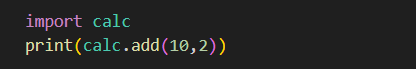 import calc
print(calc.add(10,2))